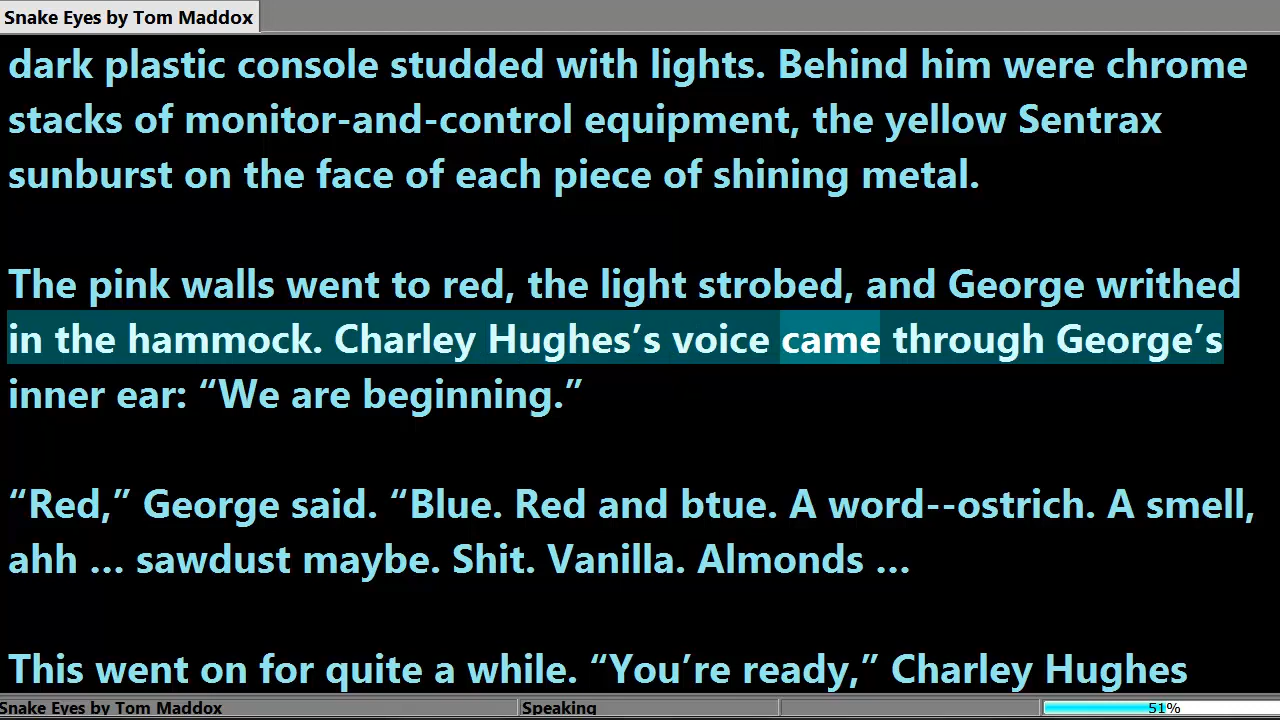 Snake Eyes by Tom Maddox
dark plastic console studded with lights. Behind him were chrome
stacks of monitor-and-control equipment, the yellow Sentrax
sunburst on the face of each piece of shining metal.
The pink walls went to red, the light strobed, and George writhed
in the hammock. Charley Hughes’s voice came through George’s
inner ear: “We are beginning.”
“Red,” George said. “Blue. Red and btue. A word--ostrich. A smell,
ahh … sawdust maybe. Shit. Vanilla. Almonds …
This went on for quite a while. “You’re ready,” Charley Hughes
Snake Eyes by Tom Maddox
Speaking
51%